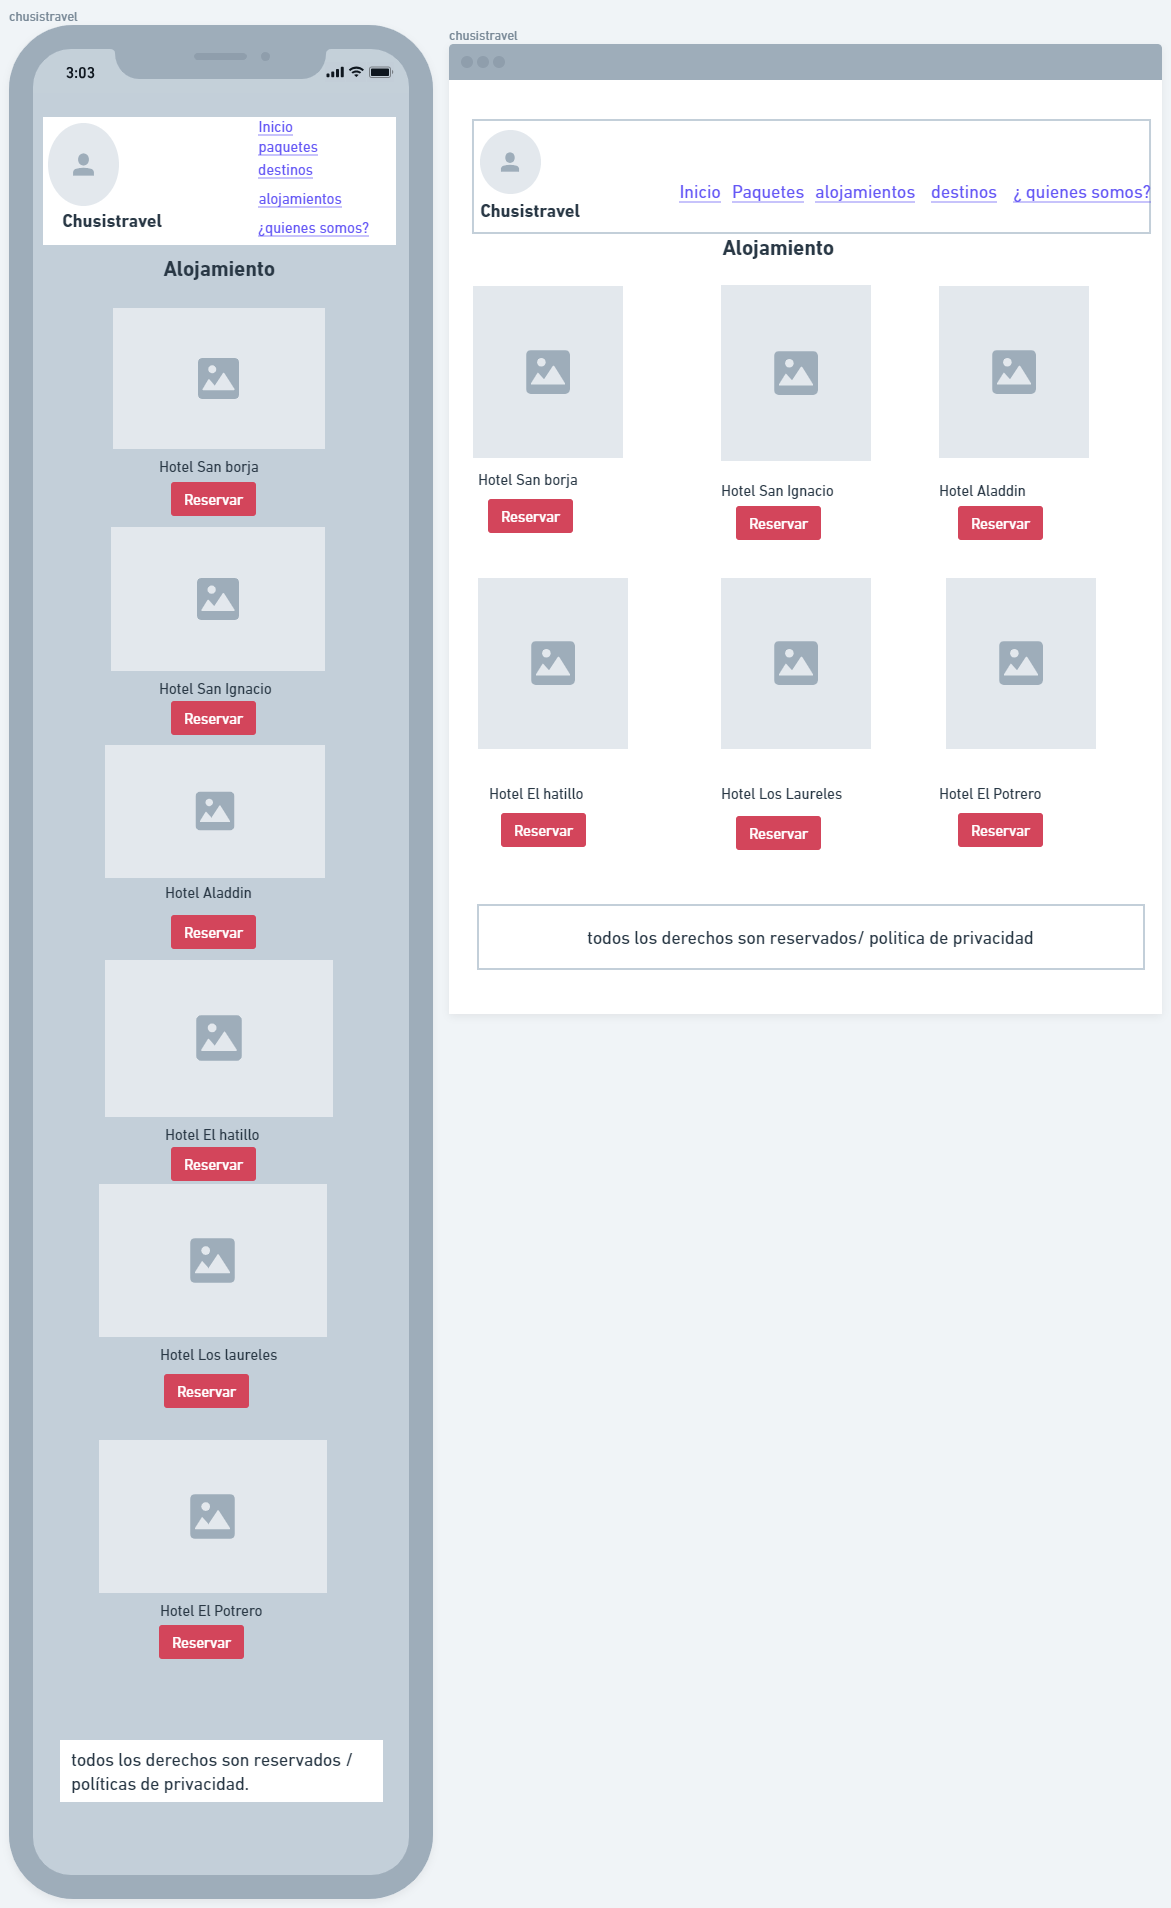 chusistravel
3:03
Inicio
paquetes
destinos
alojamientos
¿quienes somos?
Chusistravel
Alojamiento
Hotel San borja
Reservar
Hotel San Ignacio
Reservar
Hotel Aladdin
Reservar
Hotel El hatillo
Reservar
Hotel Los laureles
Reservar
Hotel El Potrero
Reservar
todos los derechos son reservados /
políticas de privacidad.
chusistravel
Chusistravel
Inicio Paquetes alojamientos destinos ¿ quienes somos?
Alojamiento
Hotel San borja
Reservar
Hotel San Ignacio
Reservar
Hotel Aladdin
Reservar
Hotel El hatillo
Reservar
Hotel Los Laureles
Reservar
Hotel El Potrero
Reservar
todos los derechos son reservados/ politica de privacidad